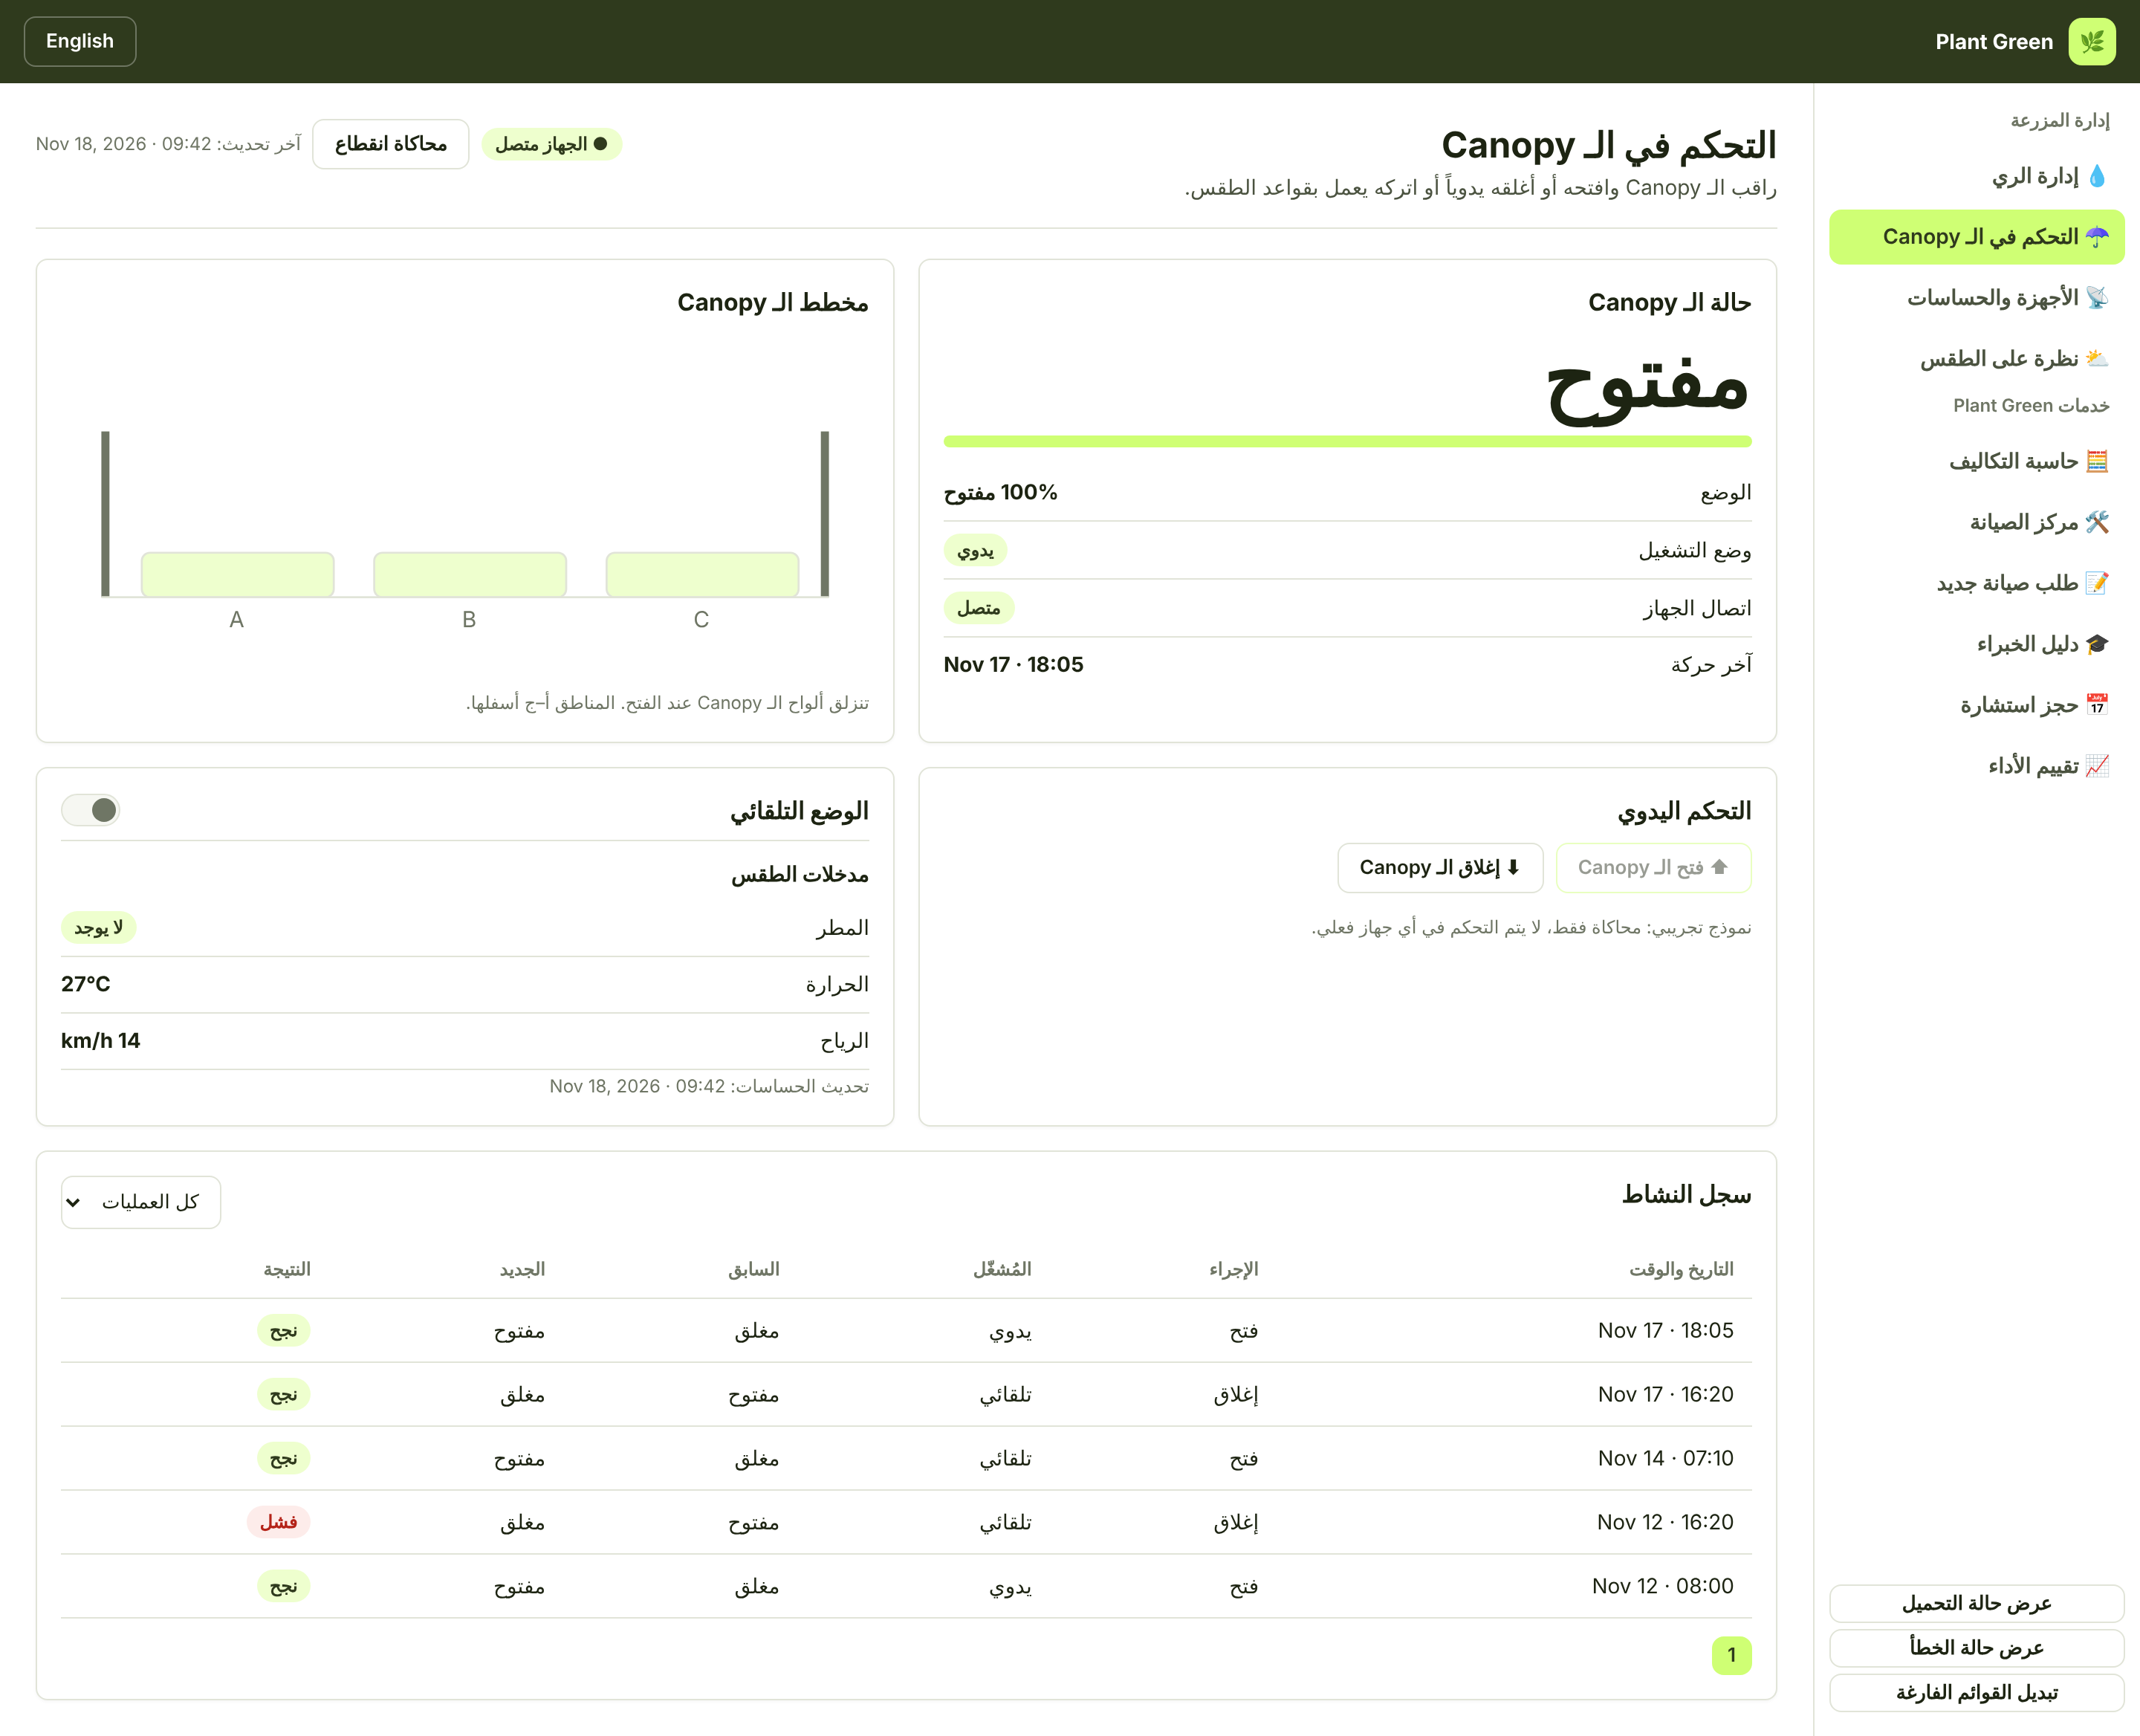 Plant Green
English
إدارة المزرعة
إدارة الري
التحكم في الـ Canopy
الأجهزة والحساسات
نظرة على الطقس
خدمات Plant Green
حاسبة التكاليف
مركز الصيانة
طلب صيانة جديد
دليل الخبراء
حجز استشارة
تقييم الأداء
عرض حالة التحميل
عرض حالة الخطأ
تبديل القوائم الفارغة
التحكم في الـ Canopy
راقب الـ Canopy وافتحه أو أغلقه يدوياً أو اتركه يعمل بقواعد الطقس.
الجهاز متصل
محاكاة انقطاع
آخر تحديث: Nov 18, 2026 · 09:42
حالة الـ Canopy
مفتوح
الوضع 100% مفتوح
وضع التشغيل يدوي
اتصال الجهاز متصل
آخر حركة Nov 17 · 18:05
مخطط الـ Canopy
A B C
تنزلق ألواح الـ Canopy عند الفتح. المناطق أ–ج أسفلها.
التحكم اليدوي
⬆ فتح الـ Canopy
⬇ إغلاق الـ Canopy
نموذج تجريبي: محاكاة فقط، لا يتم التحكم في أي جهاز فعلي.
الوضع التلقائي
مدخلات الطقس
المطر لا يوجد
الحرارة 27°C
الرياح km/h 14
تحديث الحساسات: Nov 18, 2026 · 09:42
سجل النشاط
كل العمليات
التاريخ والوقت الإجراء المُشغّل السابق الجديد النتيجة
Nov 17 · 18:05 فتح يدوي مغلق مفتوح نجح
Nov 17 · 16:20 إغلاق تلقائي مفتوح مغلق نجح
Nov 14 · 07:10 فتح تلقائي مغلق مفتوح نجح
Nov 12 · 16:20 إغلاق تلقائي مفتوح مغلق فشل
Nov 12 · 08:00 فتح يدوي مغلق مفتوح نجح
1